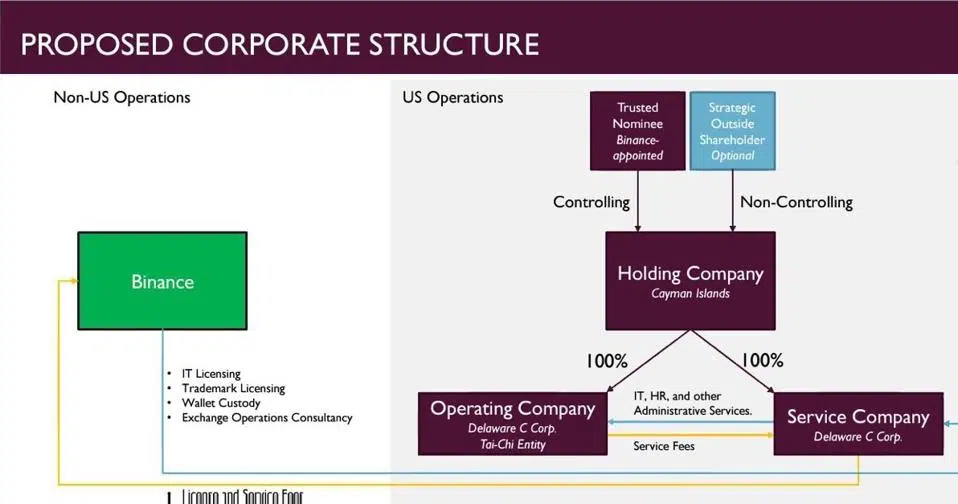 PROPOSED CORPORATE STRUCTURE
Non-US Operations
US Operations
Trusted
Nominee
Binance-
appointed
Strategic
Outside
Shareholder
Optional
Controlling
Non-Controlling
Binance
Holding Company
Cayman Islands
100%
100%
• IT Licensing
• Trademark Licensing
• Wallet Custody
• Exchange Operations Consultancy
Operating Company
Delaware C Corp.
Tai-Chi Entity
IT, HR, and other
Administrative Services.
Service Fees
Service Company
Delaware C Corp.